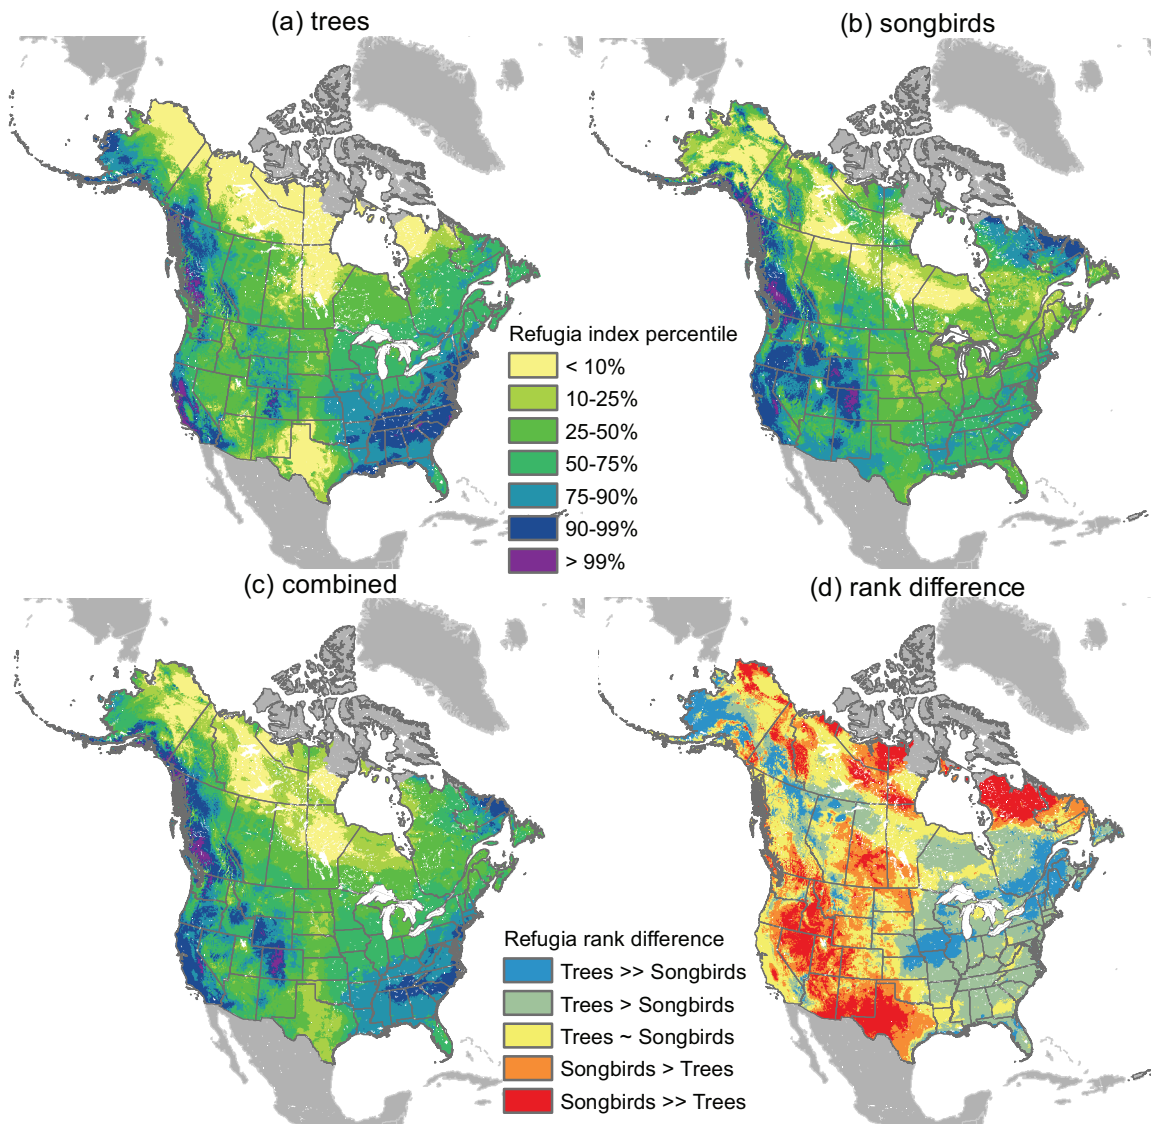 (a) trees
(b) songbirds
Refugia index percentile
< 10%
10-25%
25-50%
50-75%
75-90%
90-99%
> 99%
(c) combined
(d) rank difference
Refugia rank difference
Trees >> Songbirds
Trees > Songbirds
Trees ~ Songbirds
Songbirds > Trees
Songbirds >> Trees